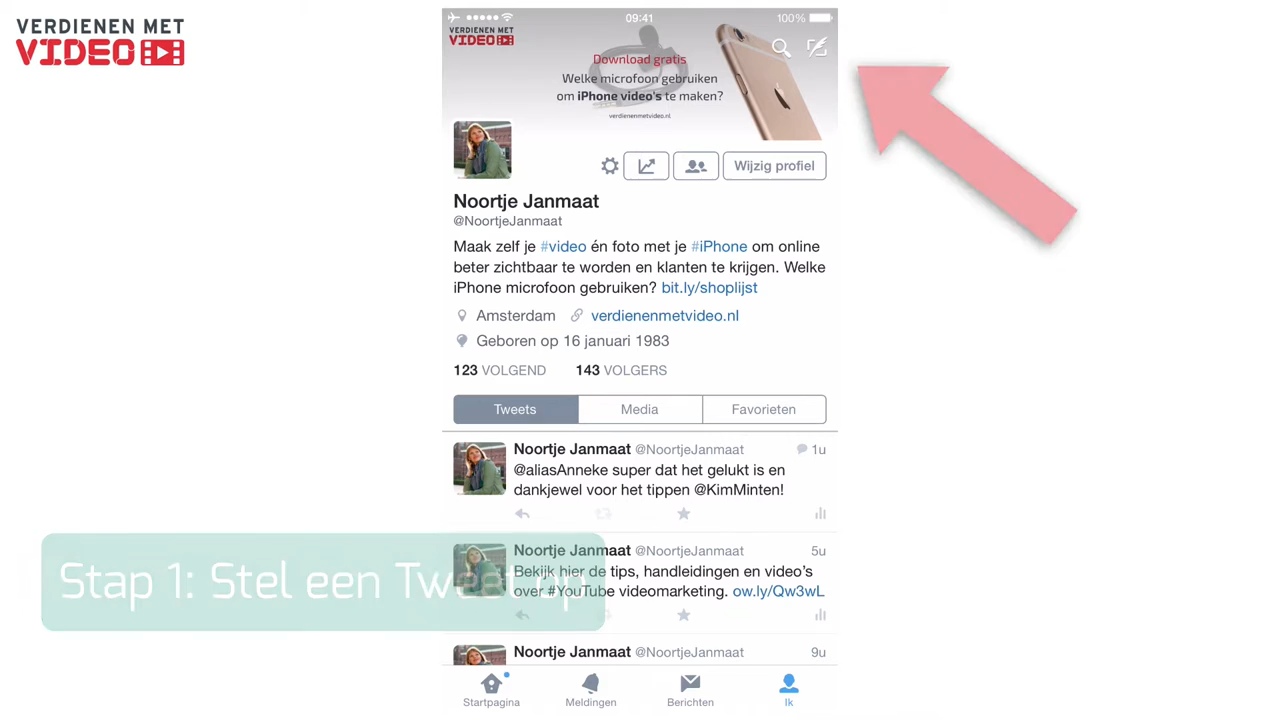 VERDIENEN MET
VIDEO
09:41
100%
VERDIENEN MET
VIDEO
Download gratis
Welke microfoon gebruiken
om iPhone video's te maken?
verdienenmetvideo.nl
Wijzig profiel
Noortje Janmaat
@NoortjeJanmaat
Maak zelf je #video én foto met je #iPhone om online
beter zichtbaar te worden en klanten te krijgen. Welke
iPhone microfoon gebruiken? bit.ly/shoplijst
Amsterdam verdienenmetvideo.nl
Geboren op 16 januari 1983
123 VOLGEND 143 VOLGERS
Tweets Media Favorieten
Noortje Janmaat @NoortjeJanmaat 1u
@aliasAnneke super dat het gelukt is en
dankjewel voor het tippen @KimMinten!
Noortje Janmaat @NoortjeJanmaat 5u
Bekijk hier de tips, handleidingen en video's
over #YouTube videomarketing. ow.ly/Qw3wL
Stap 1: Stel een Tweet op
Noortje Janmaat @NoortjeJanmaat 9u
Startpagina Meldingen Berichten Ik